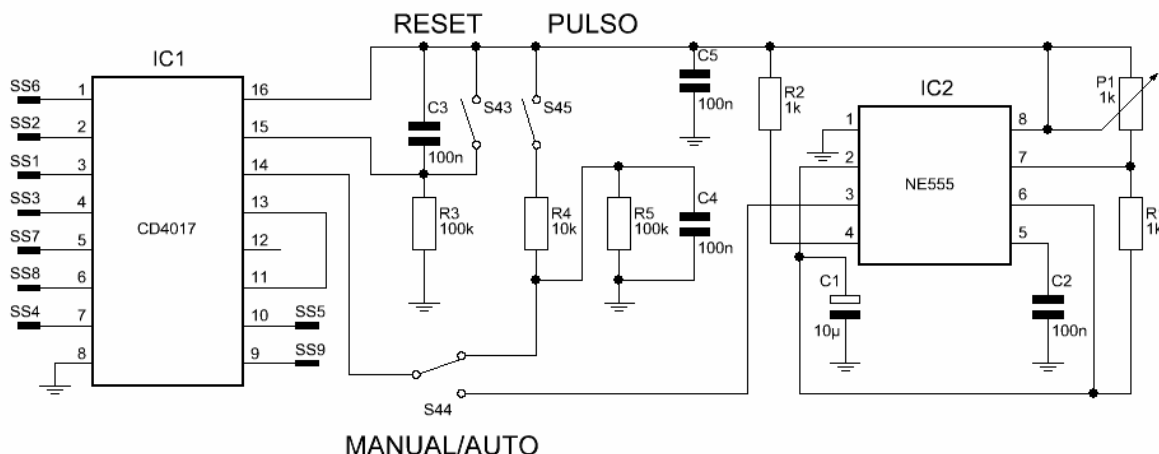 RESET PULSO
IC1
CD4017
SS6 1
SS2 2
SS1 3
SS3 4
SS7 5
SS8 6
SS4 7
8
16
15
14
13
12
11
10 SS5
9 SS9
C3
100n
S43
S45
R3
100k
R4
10k
R5
100k
C4
100n
C5
100n
S44
MANUAL/AUTO
R2
1k
IC2
NE555
1
2
3
4
8
7
6
5
C1
10µ
C2
100n
P1
1k
R1
1k